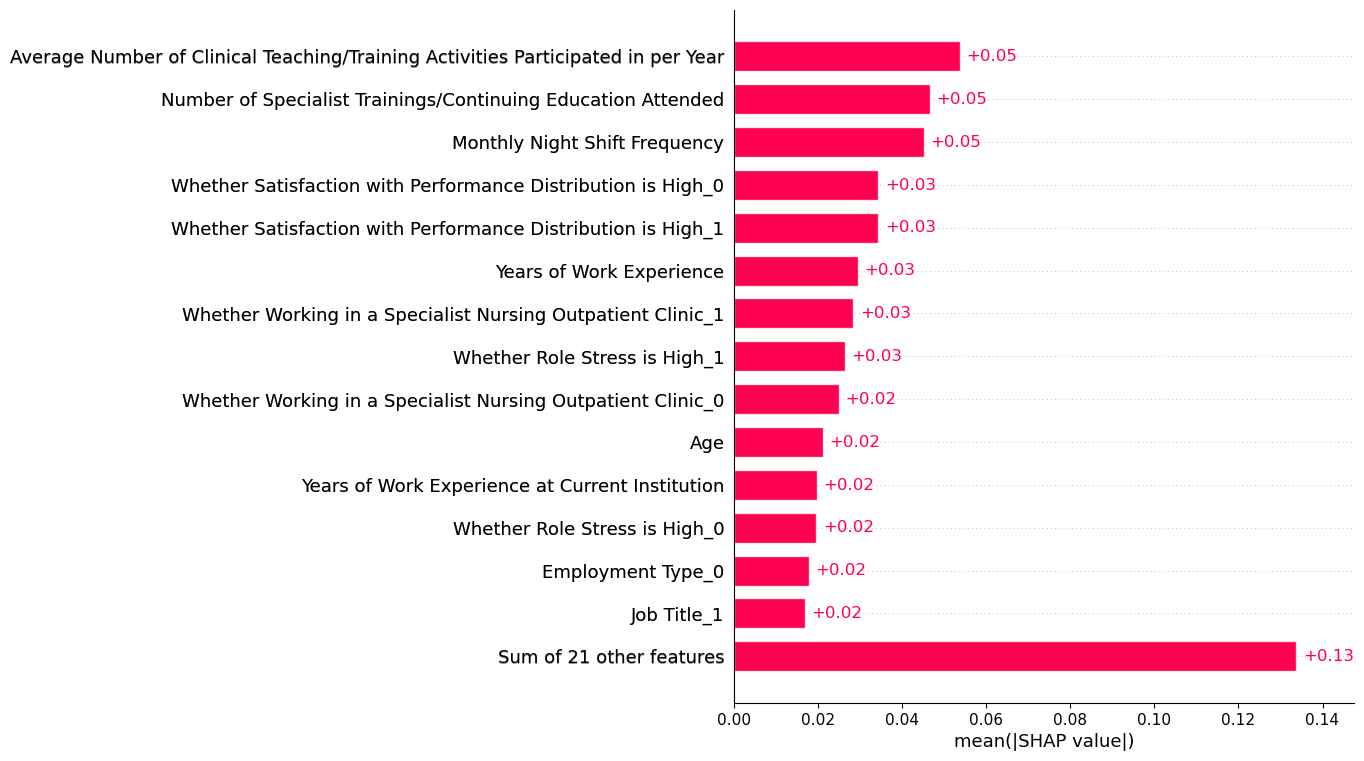 Average Number of Clinical Teaching/Training Activities Participated in per Year +0.05
Number of Specialist Trainings/Continuing Education Attended +0.05
Monthly Night Shift Frequency +0.05
Whether Satisfaction with Performance Distribution is High_0 +0.03
Whether Satisfaction with Performance Distribution is High_1 +0.03
Years of Work Experience +0.03
Whether Working in a Specialist Nursing Outpatient Clinic_1 +0.03
Whether Role Stress is High_1 +0.03
Whether Working in a Specialist Nursing Outpatient Clinic_0 +0.02
Age +0.02
Years of Work Experience at Current Institution +0.02
Whether Role Stress is High_0 +0.02
Employment Type_0 +0.02
Job Title_1 +0.02
Sum of 21 other features +0.13
0.00 0.02 0.04 0.06 0.08 0.10 0.12 0.14
mean(|SHAP value|)